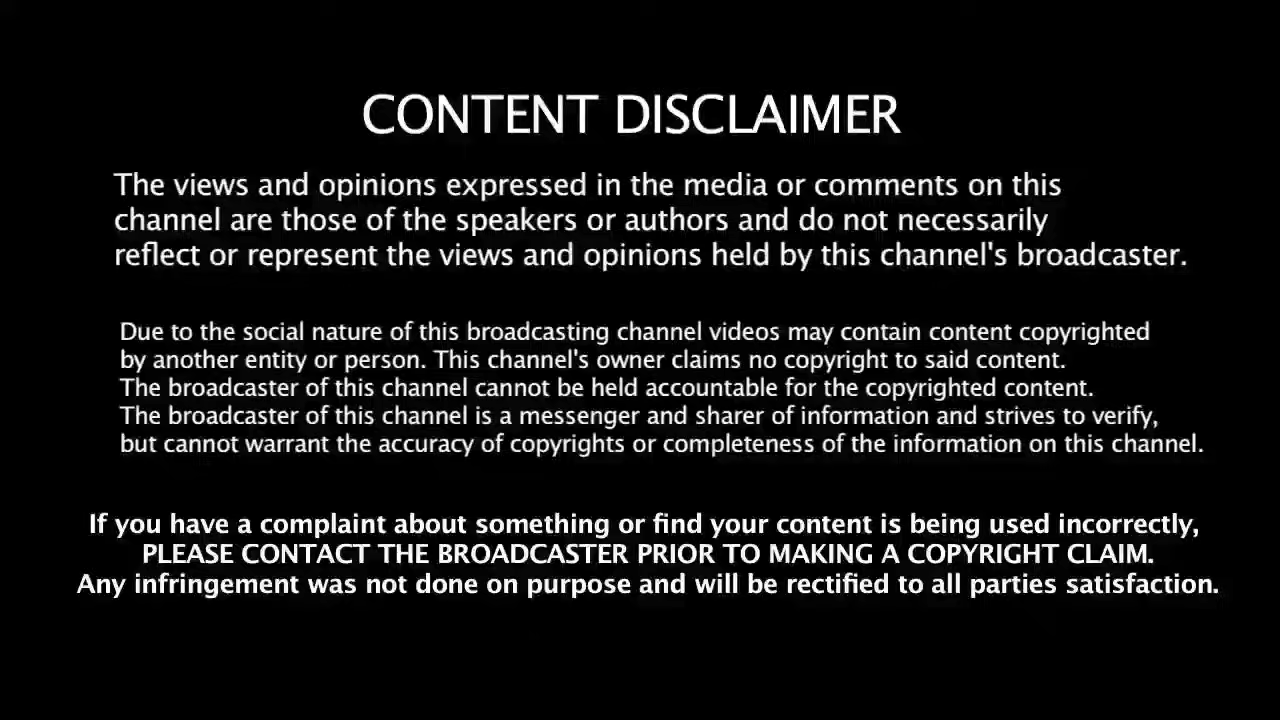 CONTENT DISCLAIMER
The views and opinions expressed in the media or comments on this
channel are those of the speakers or authors and do not necessarily
reflect or represent the views and opinions held by this channel's broadcaster.
Due to the social nature of this broadcasting channel videos may contain content copyrighted
by another entity or person. This channel's owner claims no copyright to said content.
The broadcaster of this channel cannot be held accountable for the copyrighted content.
The broadcaster of this channel is a messenger and sharer of information and strives to verify,
but cannot warrant the accuracy of copyrights or completeness of the information on this channel.
If you have a complaint about something or find your content is being used incorrectly,
PLEASE CONTACT THE BROADCASTER PRIOR TO MAKING A COPYRIGHT CLAIM.
Any infringement was not done on purpose and will be rectified to all parties satisfaction.